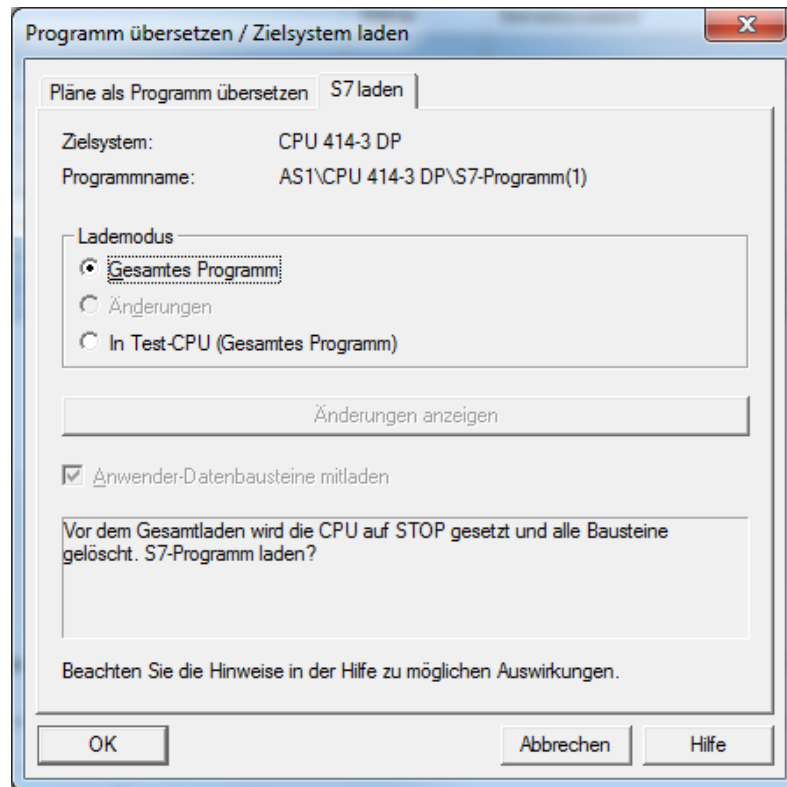 Programm übersetzen / Zielsystem laden
Pläne als Programm übersetzen S7 laden
Zielsystem: CPU 414-3 DP
Programmname: AS1\CPU 414-3 DP\S7-Programm(1)
Lademodus
Gesamtes Programm
Änderungen
In Test-CPU (Gesamtes Programm)
Änderungen anzeigen
Anwender-Datenbausteine mitladen
Vor dem Gesamtladen wird die CPU auf STOP gesetzt und alle Bausteine
gelöscht. S7-Programm laden?
Beachten Sie die Hinweise in der Hilfe zu möglichen Auswirkungen.
OK Abbrechen Hilfe